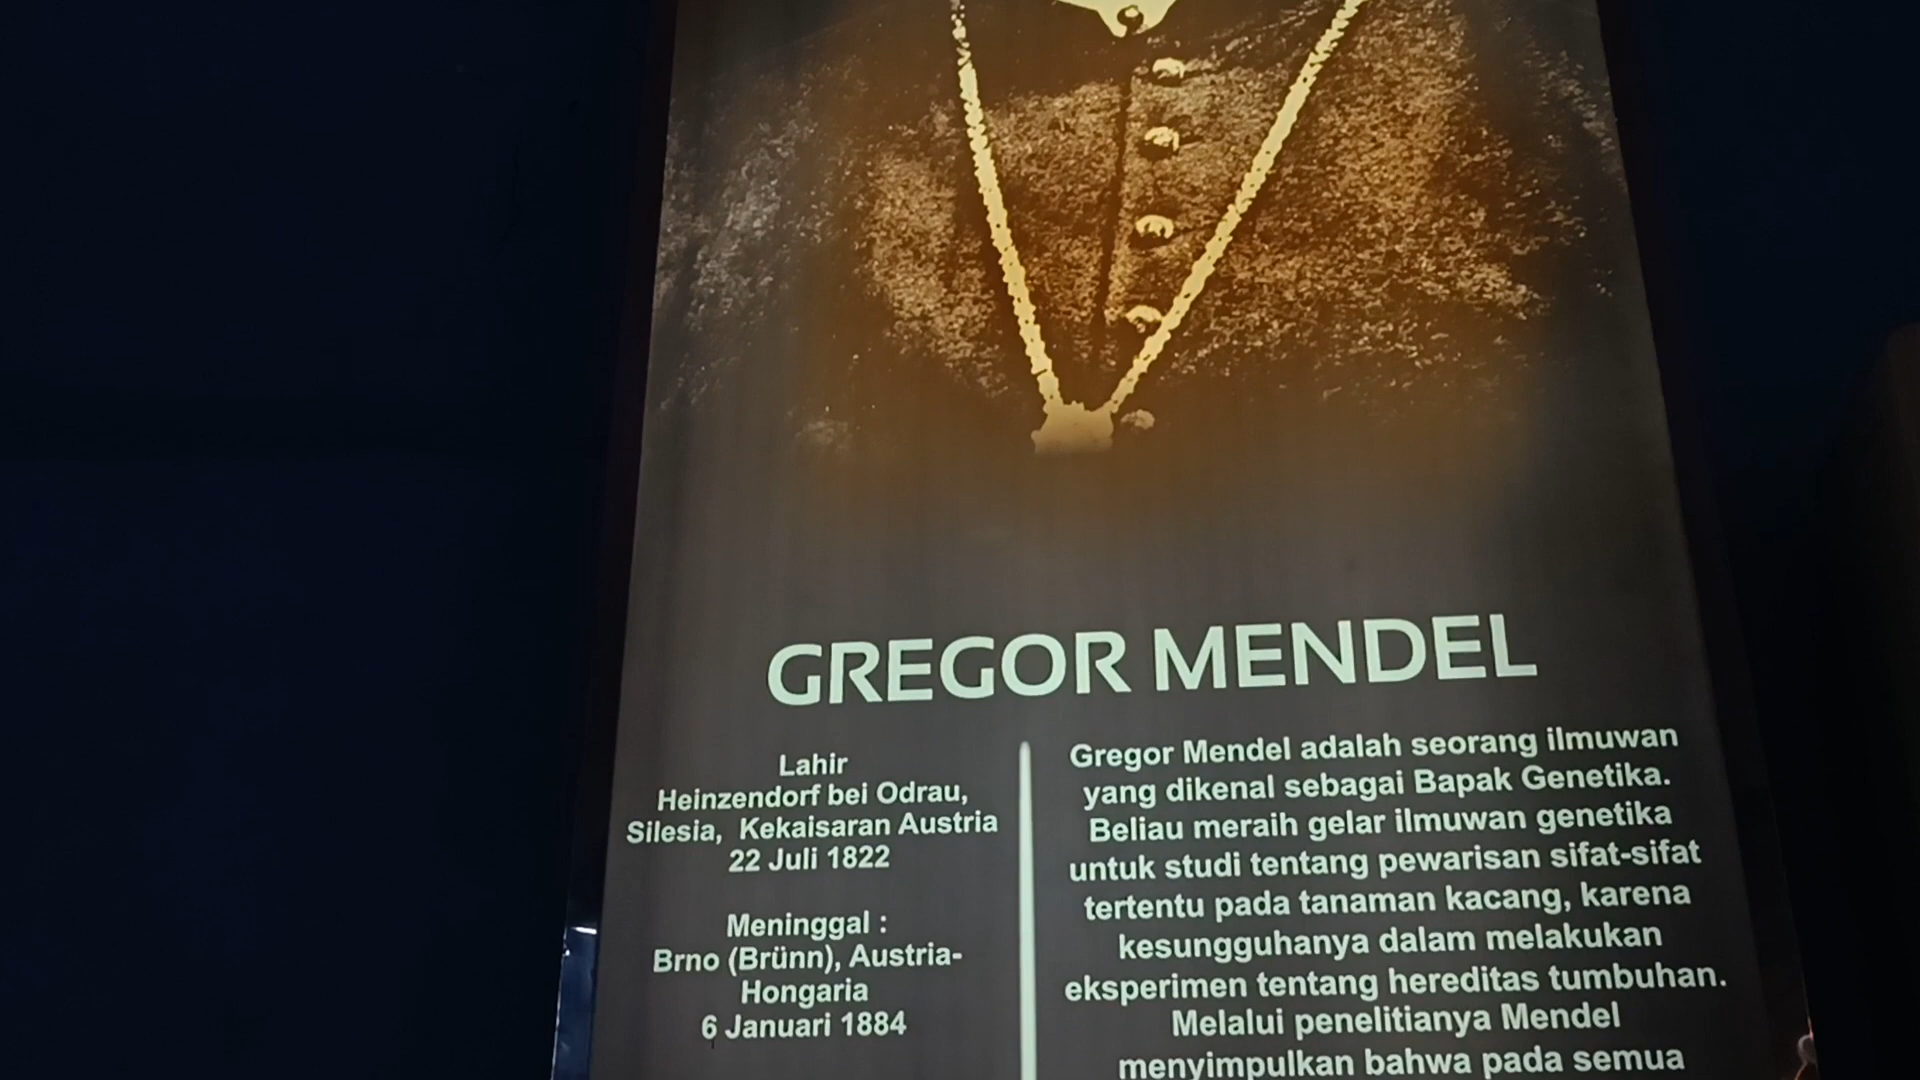 GREGOR MENDEL
Lahir
Heinzendorf bei Odrau,
Silesia, Kekaisaran Austria
22 Juli 1822
Meninggal :
Brno (Brünn), Austria-
Hongaria
6 Januari 1884
Gregor Mendel adalah seorang ilmuwan
yang dikenal sebagai Bapak Genetika.
Beliau meraih gelar ilmuwan genetika
untuk studi tentang pewarisan sifat-sifat
tertentu pada tanaman kacang, karena
kesungguhanya dalam melakukan
eksperimen tentang hereditas tumbuhan.
Melalui penelitianya Mendel
menyimpulkan bahwa pada semua